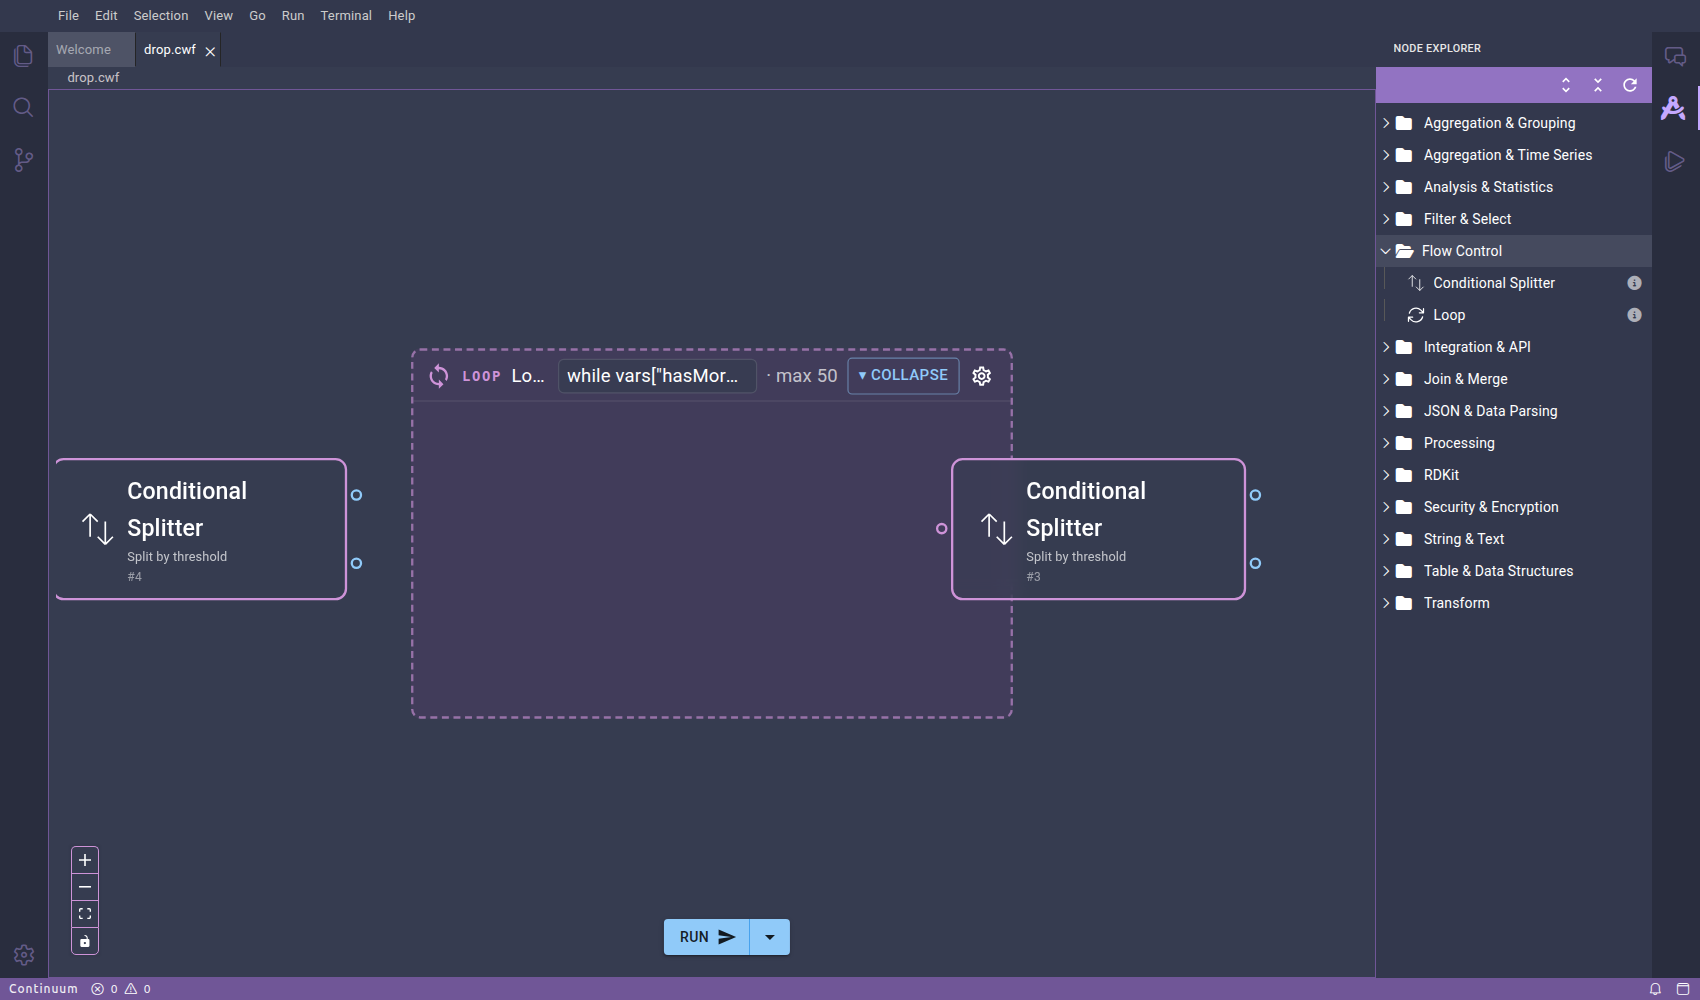 File Edit Selection View Go Run Terminal Help
Welcome drop.cwf
drop.cwf
NODE EXPLORER
Aggregation & Grouping
Aggregation & Time Series
Analysis & Statistics
Filter & Select
Flow Control
Conditional Splitter
Loop
Integration & API
Join & Merge
JSON & Data Parsing
Processing
RDKit
Security & Encryption
String & Text
Table & Data Structures
Transform
LOOP Lo... while vars["hasMor... · max 50 ▾ COLLAPSE
Conditional
Splitter
Split by threshold
#4
Conditional
Splitter
Split by threshold
#3
RUN
Continuum 0 0